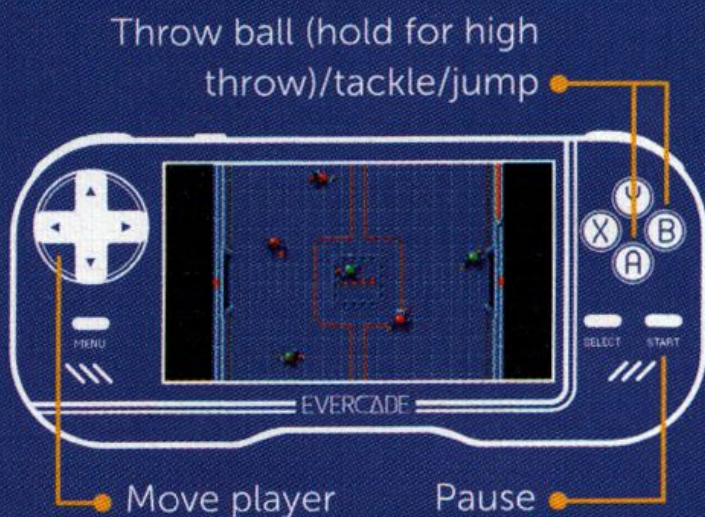 Throw ball (hold for high
throw)/tackle/jump
Y
X
B
A
MENU
SELECT
START
EVERCADE
Move player
Pause